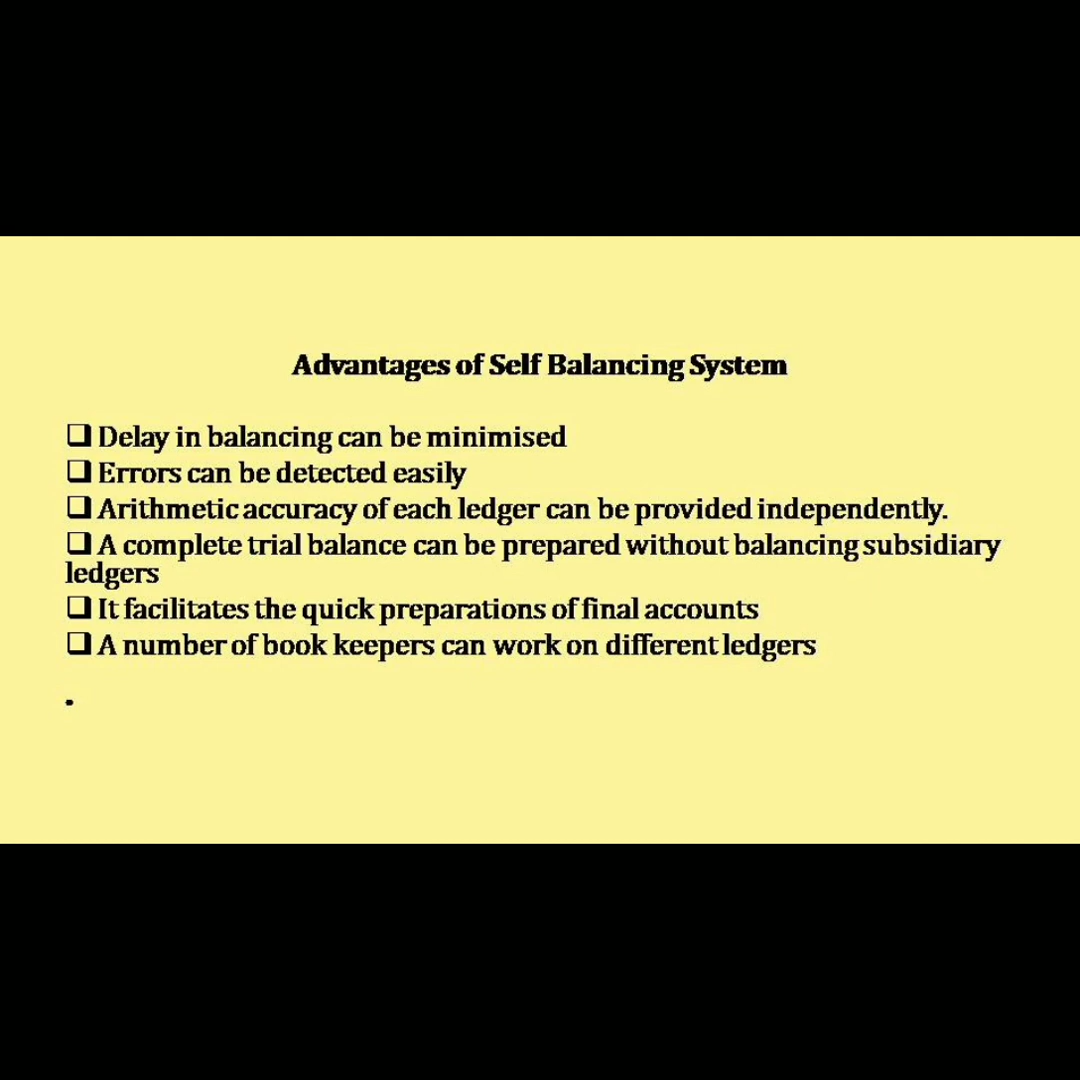 Advantages of Self Balancing System
❑ Delay in balancing can be minimised
❑ Errors can be detected easily
❑ Arithmetic accuracy of each ledger can be provided independently.
❑ A complete trial balance can be prepared without balancing subsidiary
ledgers
❑ It facilitates the quick preparations of final accounts
❑ A number of book keepers can work on different ledgers
•